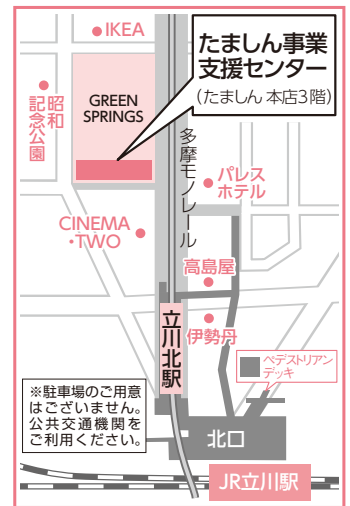 IKEA
たましん事業
支援センター
(たましん 本店3階)
GREEN
SPRINGS
昭和
記念公園
多摩モノレール
パレス
ホテル
CINEMA
・TWO
高島屋
伊勢丹
立川北駅
ペデストリアン
デッキ
※駐車場のご用意
はございません。
公共交通機関を
ご利用ください。
北口
JR立川駅